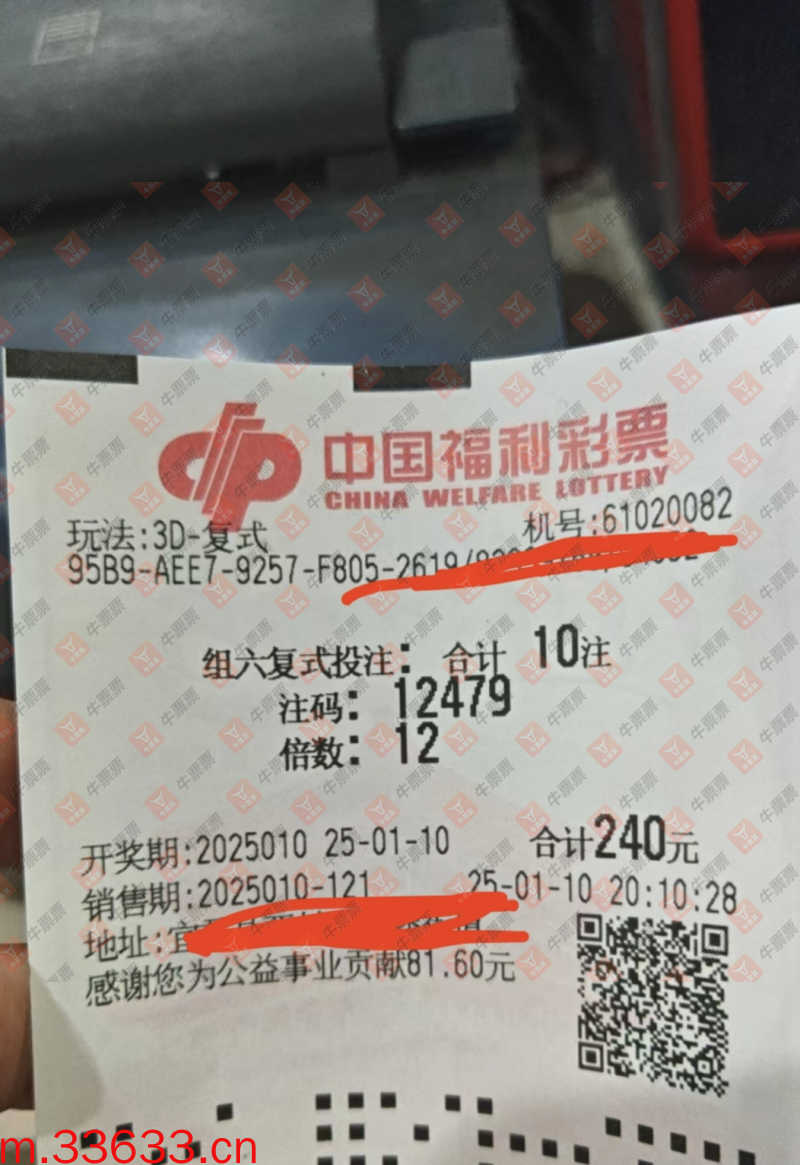 中国福利彩票
CHINA WELFARE LOTTERY
玩法:3D-复式 机号:61020082
95B9-AEE7-9257-F805-2619/
组六复式投注: 合计 10注
注码: 12479
倍数: 12
开奖期:2025010 25-01-10 合计240元
销售期:2025010-121 25-01-10 20:10:28
地址:宜
感谢您为公益事业贡献81.60元
牛票票
m.33633.cn